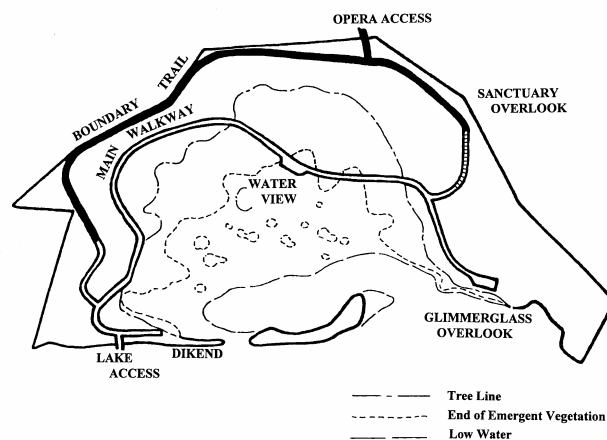 OPERA ACCESS
BOUNDARY TRAIL
SANCTUARY
OVERLOOK
MAIN WALKWAY
WATER
VIEW
GLIMMERGLASS
OVERLOOK
LAKE
ACCESS
DIKEND
Tree Line
End of Emergent Vegetation
Low Water